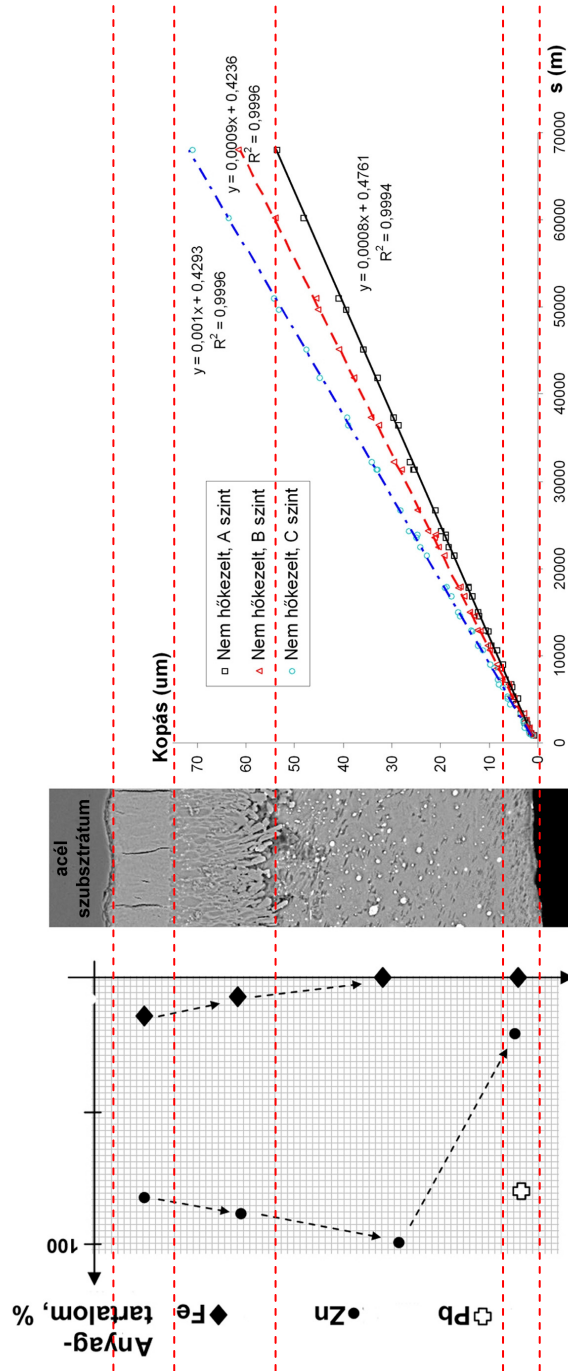 Anyag-
tartalom, %
Fe
Zn
Pb
100
acél
szubsztrátum
Kopás (um)
70
60
50
40
30
20
10
0
0
10000
20000
30000
40000
50000
60000
70000
s (m)
Nem hőkezelt, A szint
Nem hőkezelt, B szint
Nem hőkezelt, C szint
y = 0,001x + 0,4293
R² = 0,9996
y = 0,0009x + 0,4236
R² = 0,9996
y = 0,0008x + 0,4761
R² = 0,9994